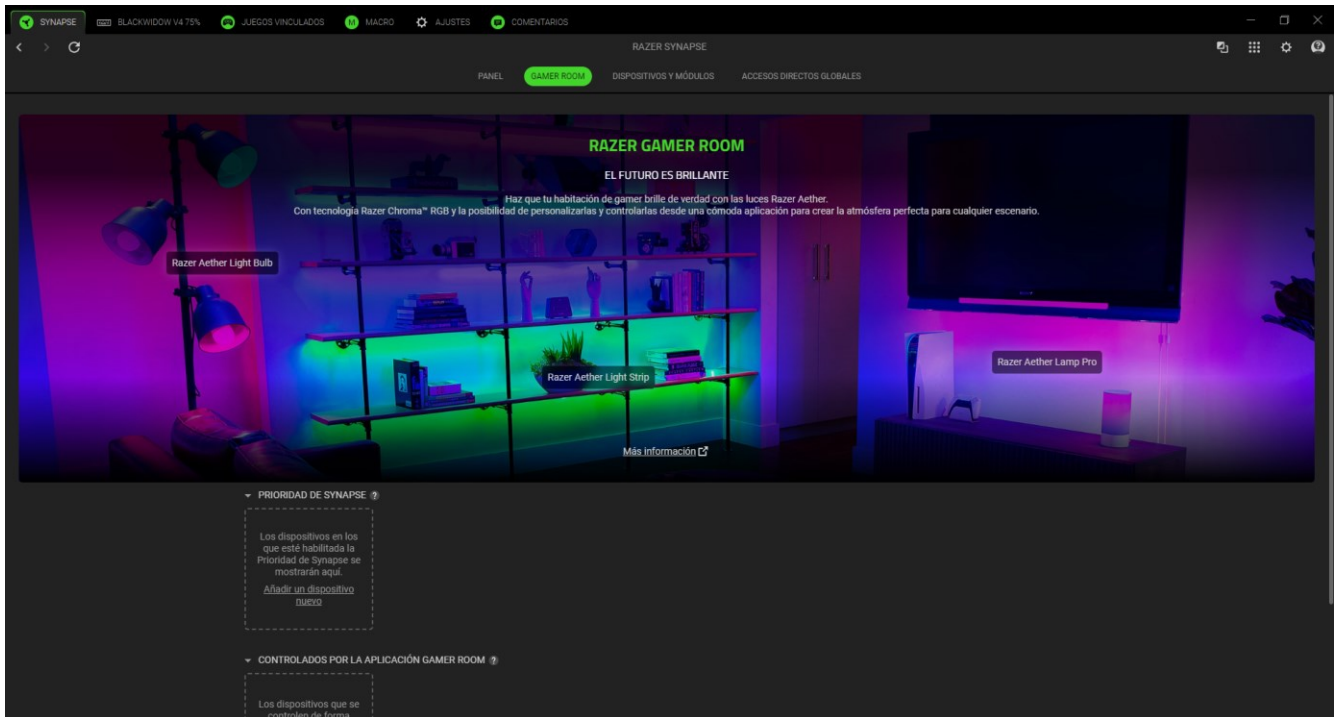 SYNAPSE
BLACKWIDOW V4 75%
JUEGOS VINCULADOS
MACRO
AJUSTES
COMENTARIOS
RAZER SYNAPSE
PANEL
GAMER ROOM
DISPOSITIVOS Y MÓDULOS
ACCESOS DIRECTOS GLOBALES
RAZER GAMER ROOM
EL FUTURO ES BRILLANTE
Haz que tu habitación de gamer brille de verdad con las luces Razer Aether.
Con tecnología Razer Chroma™ RGB y la posibilidad de personalizarlas y controlarlas desde una cómoda aplicación para crear la atmósfera perfecta para cualquier escenario.
Razer Aether Light Bulb
Razer Aether Light Strip
Razer Aether Lamp Pro
Más información
PRIORIDAD DE SYNAPSE ?
Los dispositivos en los
que esté habilitada la
Prioridad de Synapse se
mostrarán aquí.
Añadir un dispositivo
nuevo
CONTROLADOS POR LA APLICACIÓN GAMER ROOM ?
Los dispositivos que se
controlen de forma